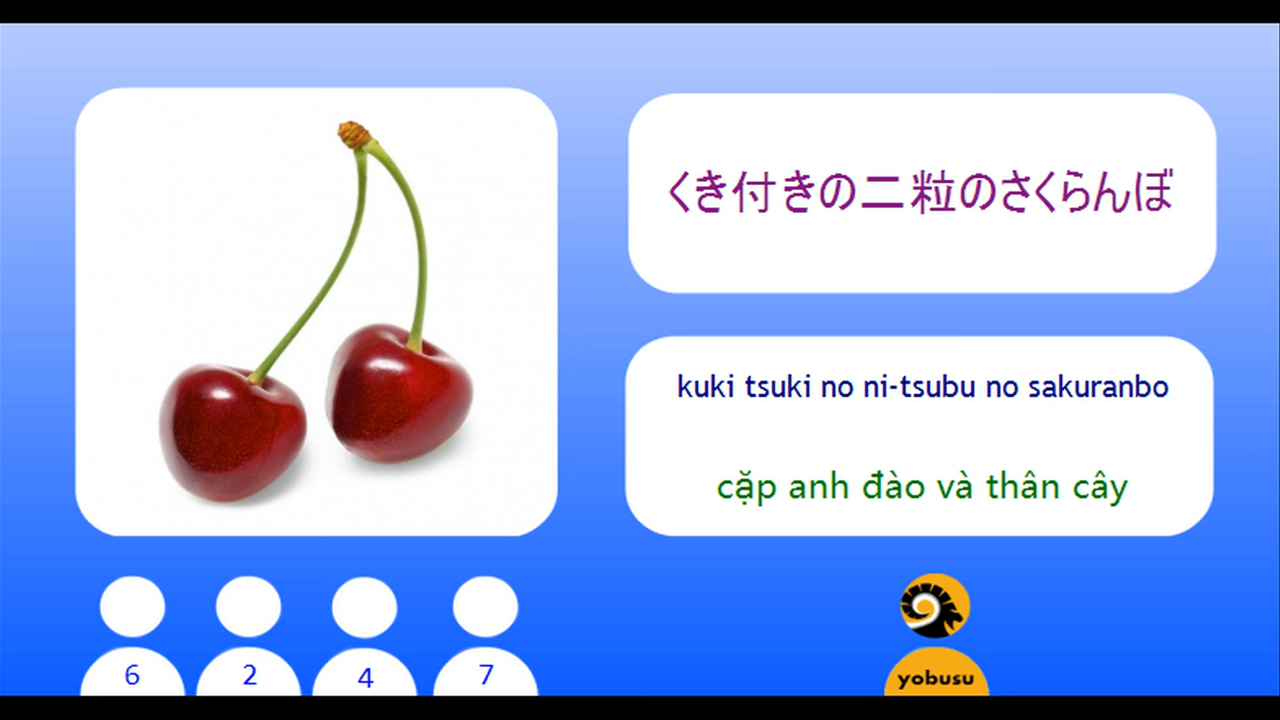 くき付きの二粒のさくらんぼ
kuki tsuki no ni-tsubu no sakuranbo
cặp anh đào và thân cây
6 2 4 7
yobusu